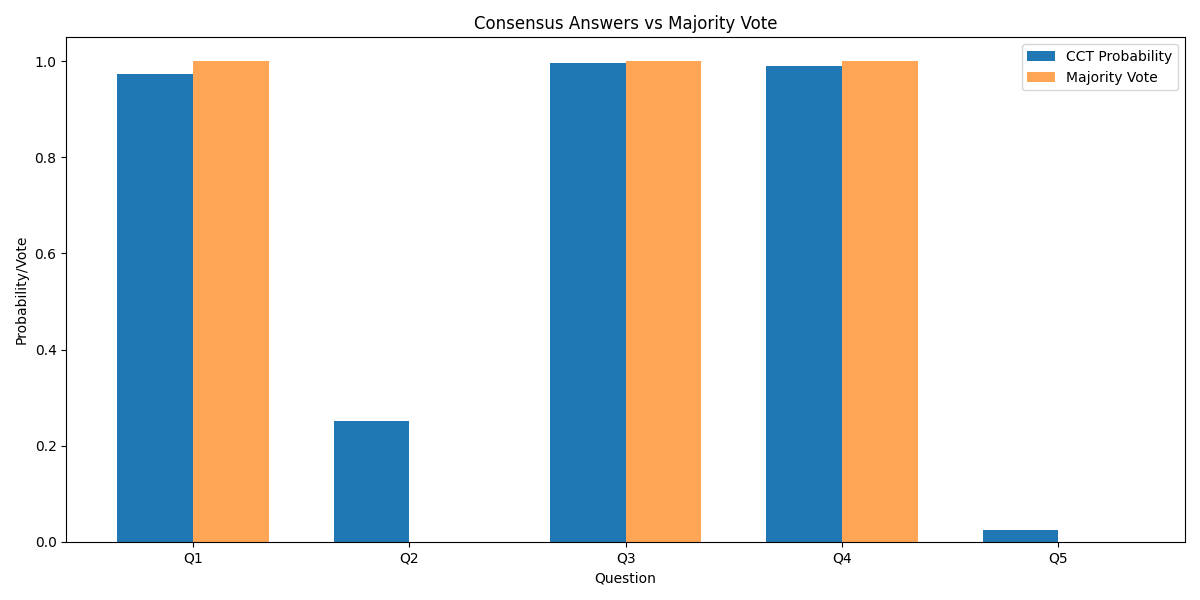 Consensus Answers vs Majority Vote
CCT Probability
Majority Vote
Probability/Vote
1.0
0.8
0.6
0.4
0.2
0.0
Q1
Q2
Q3
Q4
Q5
Question